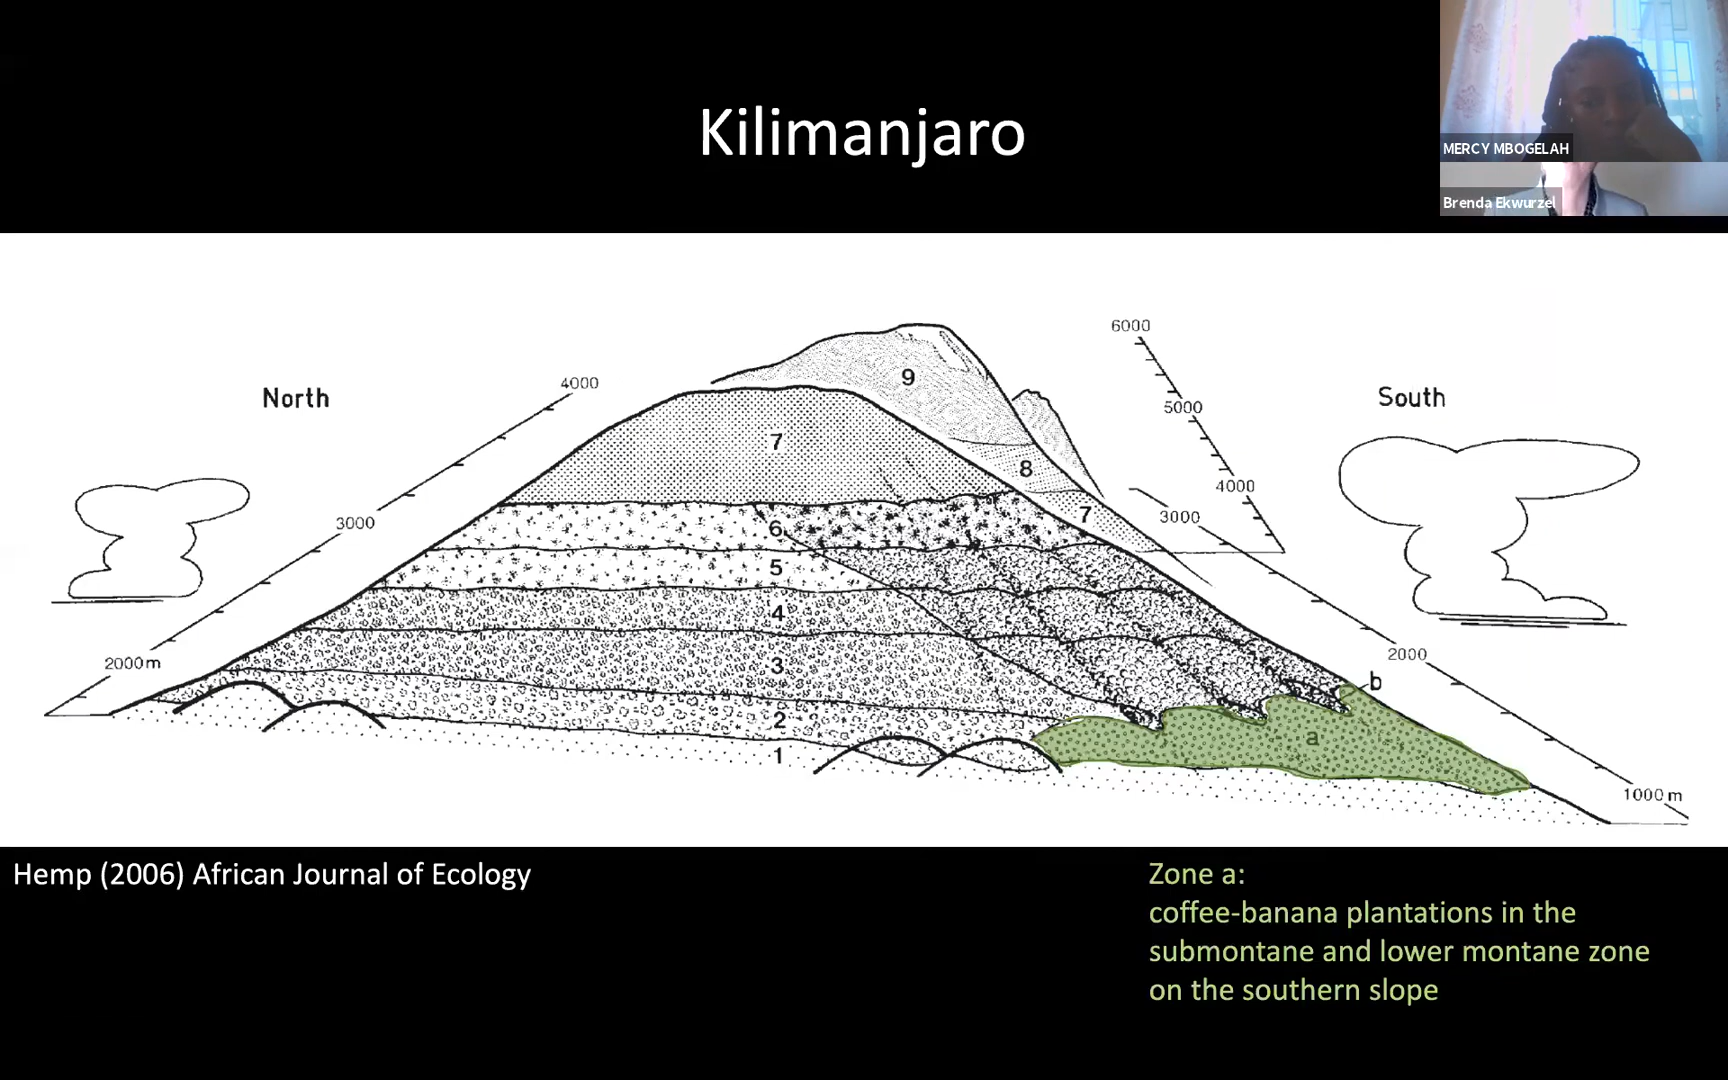 Kilimanjaro
MERCY MBOGELAH
Brenda Ekwurzel
North
South
4000
3000
2000m
6000
5000
4000
3000
2000
1000 m
9
8
7
7
6
5
4
3
2
1
a
b
Hemp (2006) African Journal of Ecology
Zone a:
coffee-banana plantations in the
submontane and lower montane zone
on the southern slope